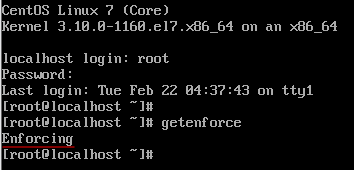 CentOS Linux 7 (Core)
Kernel 3.10.0-1160.el7.x86_64 on an x86_64
localhost login: root
Password:
Last login: Tue Feb 22 04:37:43 on tty1
[root@localhost ~]#
[root@localhost ~]# getenforce
Enforcing
[root@localhost ~]#